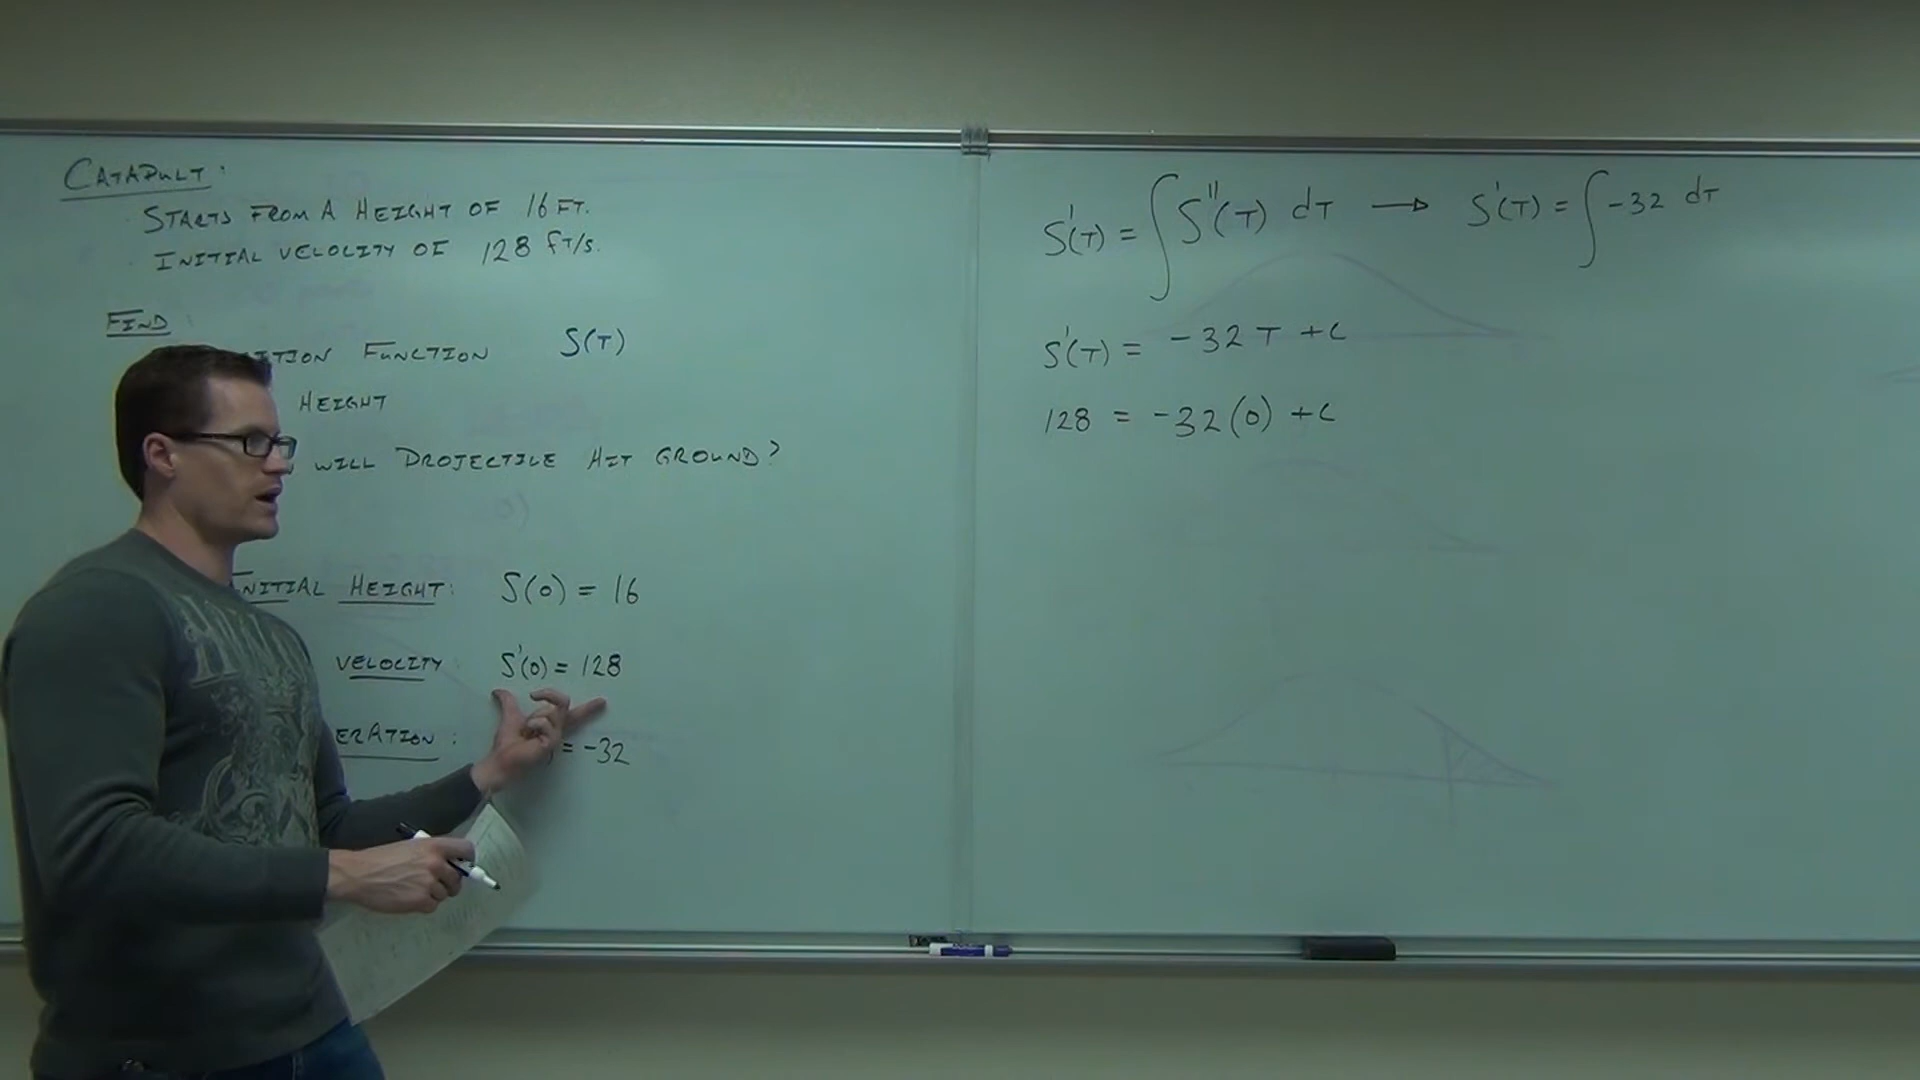 CATAPULT:
· STARTS FROM A HEIGHT OF 16 FT.
· INITIAL VELOCITY OF 128 FT/S.
FIND:
FUNCTION S(T)
HEIGHT
WILL PROJECTILE HIT GROUND?
INITIAL HEIGHT: S(0) = 16
VELOCITY: S'(0) = 128
ERATION: = -32
S'(T) = ∫ S''(T) dT → S'(T) = ∫ -32 dT
S'(T) = -32T + C
128 = -32(0) + C